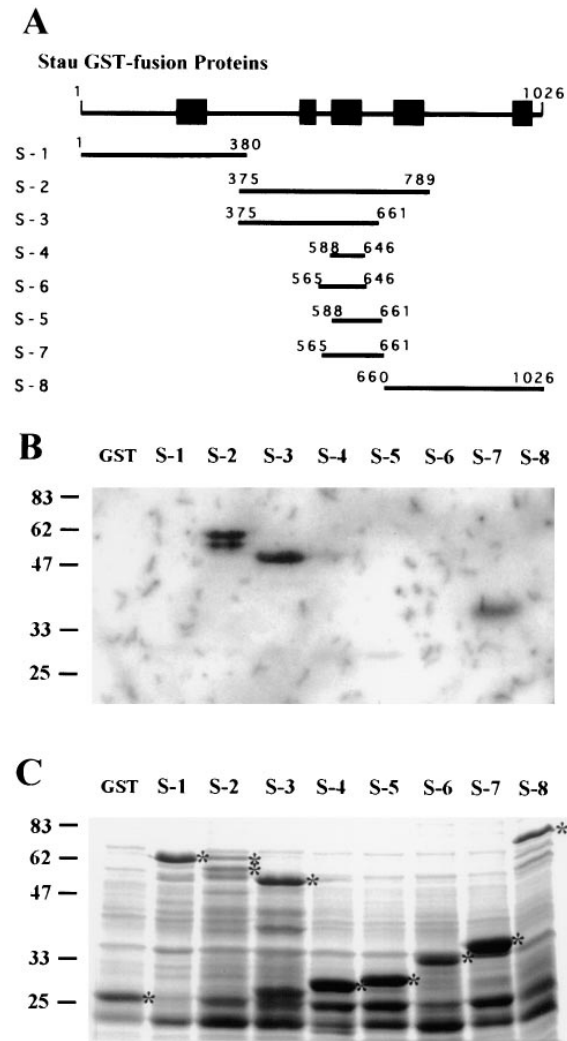 A
Stau GST-fusion Proteins
1 1026
S-1 1 380
S-2 375 789
S-3 375 661
S-4 588 646
S-6 565 646
S-5 588 661
S-7 565 661
S-8 660 1026
B
GST S-1 S-2 S-3 S-4 S-5 S-6 S-7 S-8
83 —
62 —
47 —
33 —
25 —
C
GST S-1 S-2 S-3 S-4 S-5 S-6 S-7 S-8
83 —
62 —
47 —
33 —
25 —